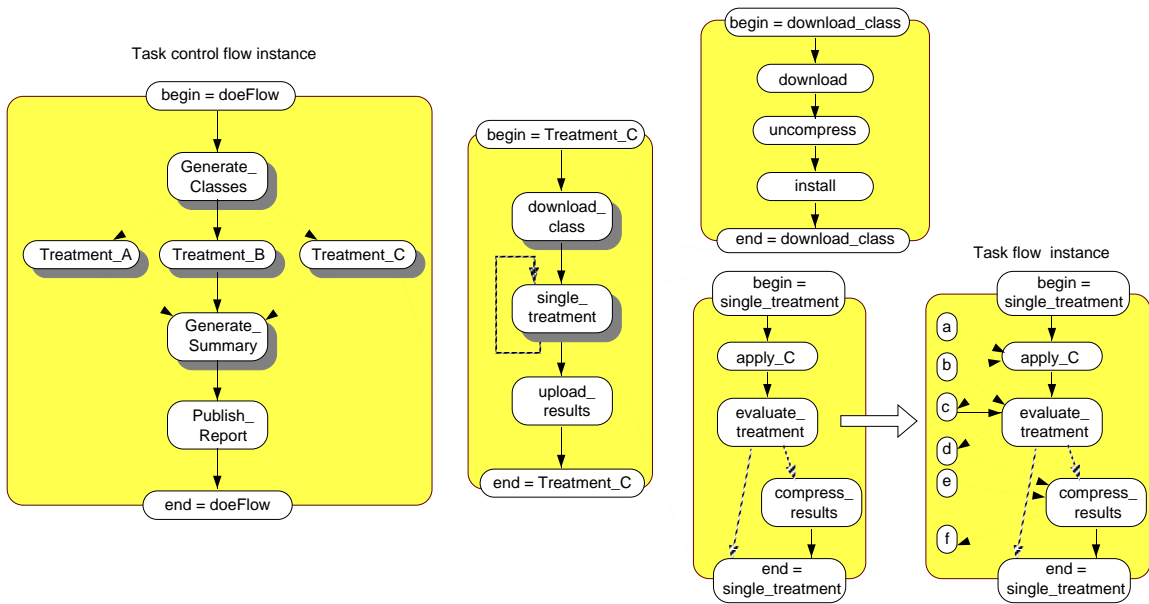 Task control flow instance
begin = doeFlow
Generate_
Classes
Treatment_A
Treatment_B
Treatment_C
Generate_
Summary
Publish_
Report
end = doeFlow
begin = Treatment_C
download_
class
single_
treatment
upload_
results
end = Treatment_C
begin = download_class
download
uncompress
install
end = download_class
begin =
single_treatment
apply_C
evaluate_
treatment
compress_
results
end =
single_treatment
Task flow instance
begin =
single_treatment
a
b
c
d
e
f
apply_C
evaluate_
treatment
compress_
results
end =
single_treatment